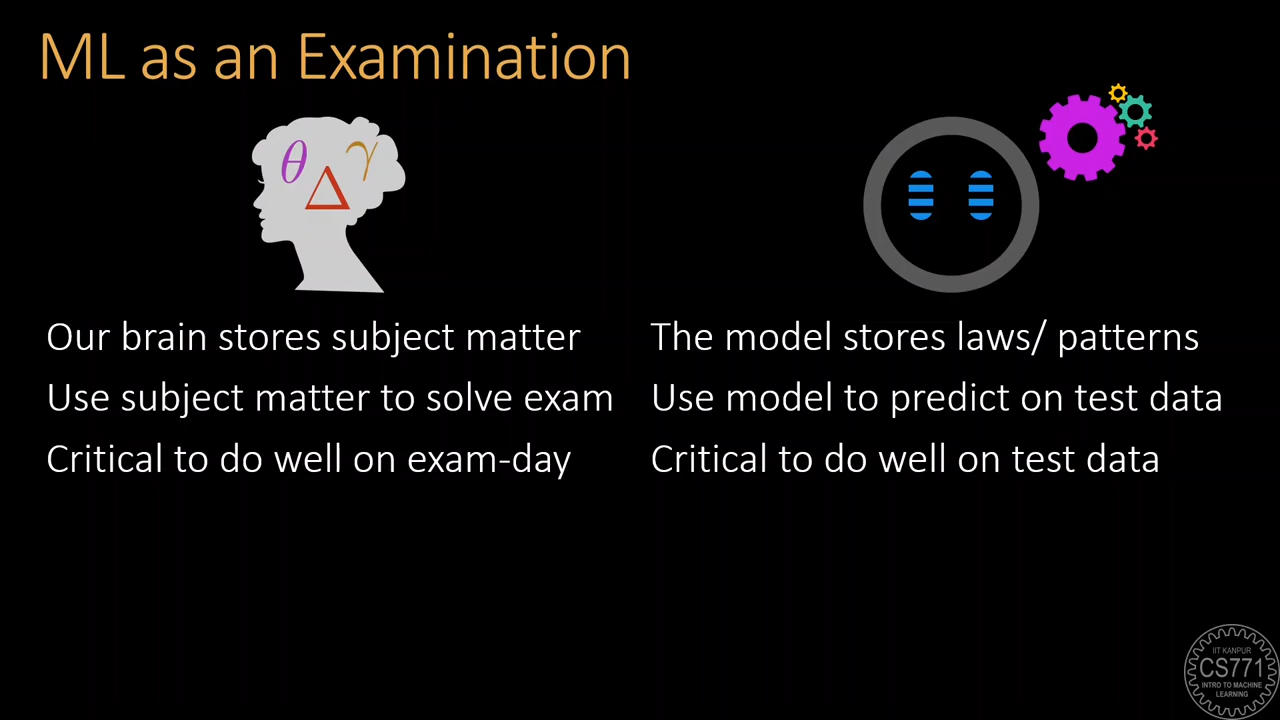 ML as an Examination
θ γ
Δ
Our brain stores subject matter
Use subject matter to solve exam
Critical to do well on exam-day
The model stores laws/ patterns
Use model to predict on test data
Critical to do well on test data
IIT KANPUR
CS771
INTRO TO MACHINE
LEARNING